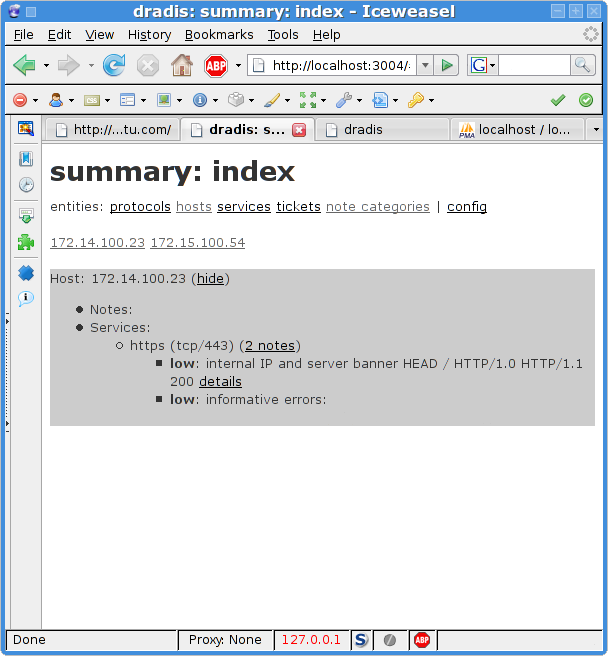 dradis: summary: index - Iceweasel
File Edit View History Bookmarks Tools Help
ABP http://localhost:3004/ G
http://...tu.com/ dradis: s... dradis PMA localhost / lo...
summary: index
entities: protocols hosts services tickets note categories | config
172.14.100.23 172.15.100.54
Host: 172.14.100.23 (hide)
Notes:
Services:
https (tcp/443) (2 notes)
low: internal IP and server banner HEAD / HTTP/1.0 HTTP/1.1
200 details
low: informative errors:
Done Proxy: None 127.0.0.1 S ABP